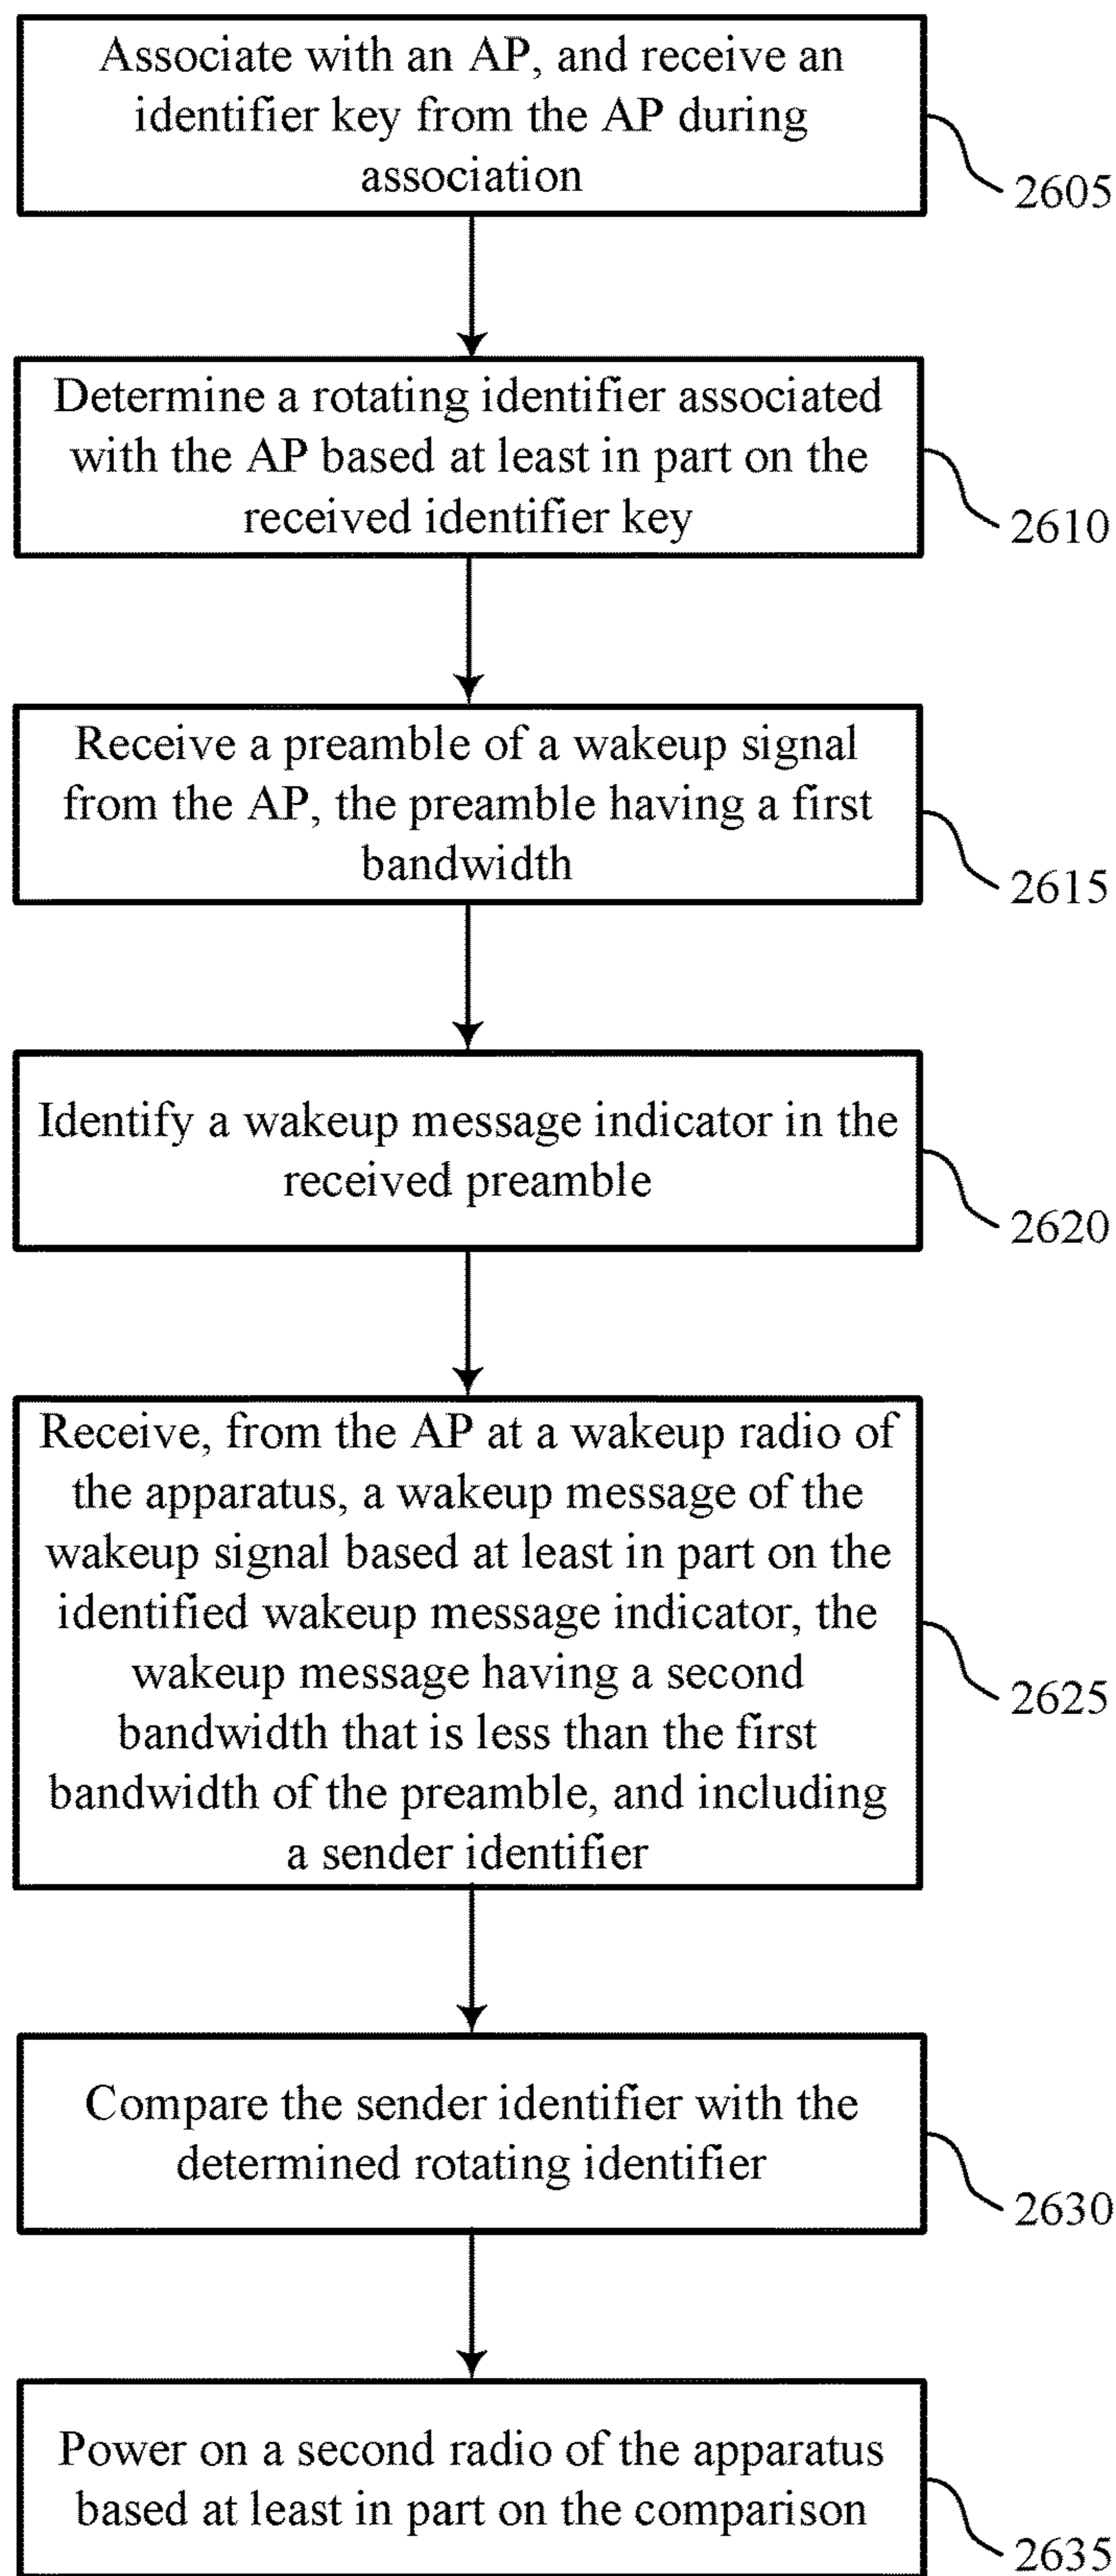 Associate with an AP, and receive an
identifier key from the AP during
association
2605
Determine a rotating identifier associated
with the AP based at least in part on the
received identifier key
2610
Receive a preamble of a wakeup signal
from the AP, the preamble having a first
bandwidth
2615
Identify a wakeup message indicator in the
received preamble
2620
Receive, from the AP at a wakeup radio of
the apparatus, a wakeup message of the
wakeup signal based at least in part on the
identified wakeup message indicator, the
wakeup message having a second
bandwidth that is less than the first
bandwidth of the preamble, and including
a sender identifier
2625
Compare the sender identifier with the
determined rotating identifier
2630
Power on a second radio of the apparatus
based at least in part on the comparison
2635